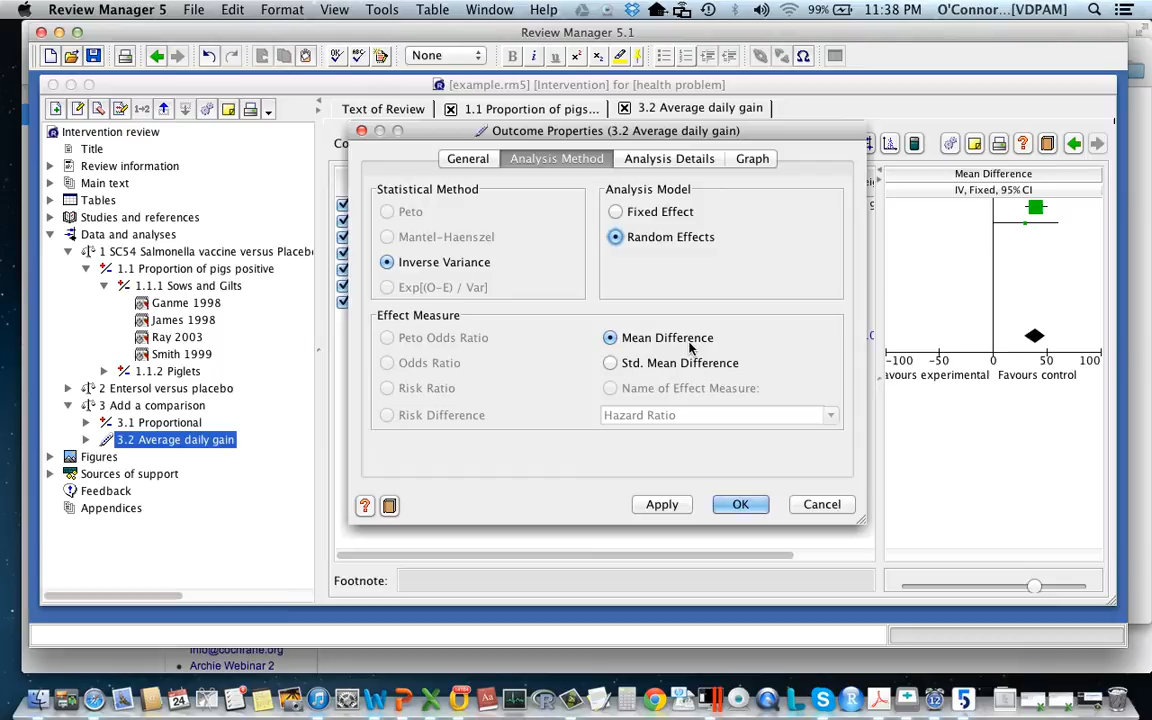 Review Manager 5 File Edit Format View Tools Table Window Help 99% 11:38 PM O'Connor...[VDPAM]
Review Manager 5.1
None B i u x² x₂
[example.rm5] [Intervention] for [health problem]
Text of Review 1.1 Proportion of pigs... 3.2 Average daily gain
Intervention review
Title
Review information
Main text
Tables
Studies and references
Data and analyses
1 SC54 Salmonella vaccine versus Placebo
1.1 Proportion of pigs positive
1.1.1 Sows and Gilts
Ganme 1998
James 1998
Ray 2003
Smith 1999
1.1.2 Piglets
2 Entersol versus placebo
3 Add a comparison
3.1 Proportional
3.2 Average daily gain
Figures
Sources of support
Feedback
Appendices
Outcome Properties (3.2 Average daily gain)
General Analysis Method Analysis Details Graph
Statistical Method
Peto
Mantel-Haenszel
Inverse Variance
Exp[(O-E) / Var]
Analysis Model
Fixed Effect
Random Effects
Effect Measure
Peto Odds Ratio
Odds Ratio
Risk Ratio
Risk Difference
Mean Difference
Std. Mean Difference
Name of Effect Measure:
Hazard Ratio
Apply OK Cancel
Mean Difference
IV, Fixed, 95% CI
-100 -50 0 50 100
avours experimental Favours control
Footnote:
info@cochrane.org
Archie Webinar 2